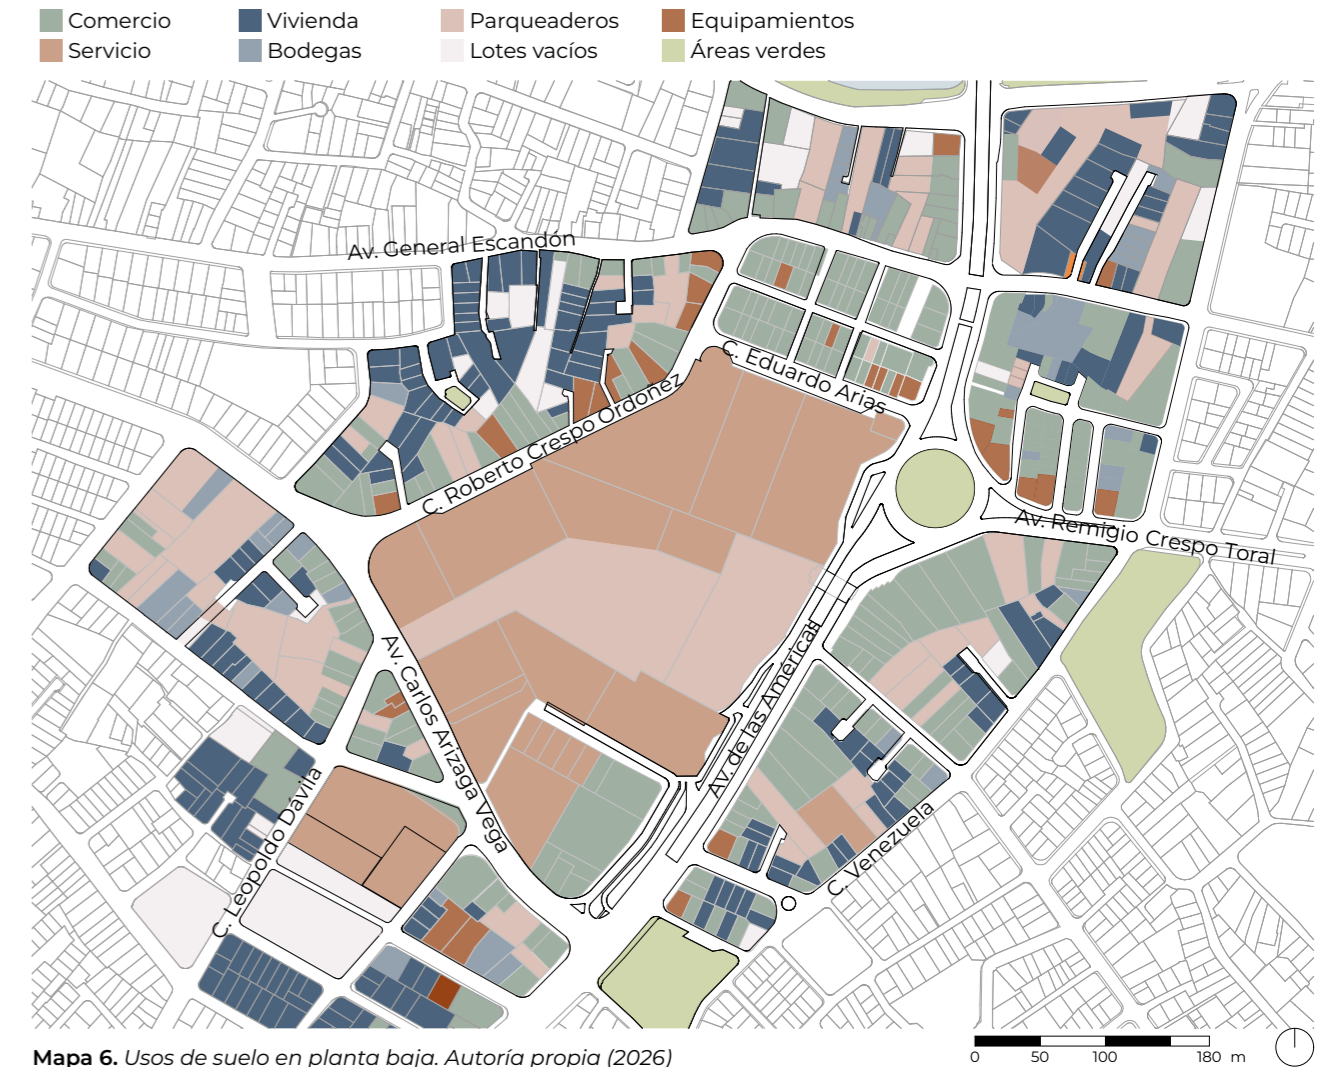 Comercio Vivienda Parqueaderos Equipamientos
Servicio Bodegas Lotes vacíos Áreas verdes
Av. General Escandón
C. Eduardo Arias
C. Roberto Crespo Ordoñez
Av. Remigio Crespo Toral
Av. Carlos Arizaga Vega
Av. de las Américas
C. Leopoldo Dávila
C. Venezuela
Mapa 6. Usos de suelo en planta baja. Autoría propia (2026)
0 50 100 180 m